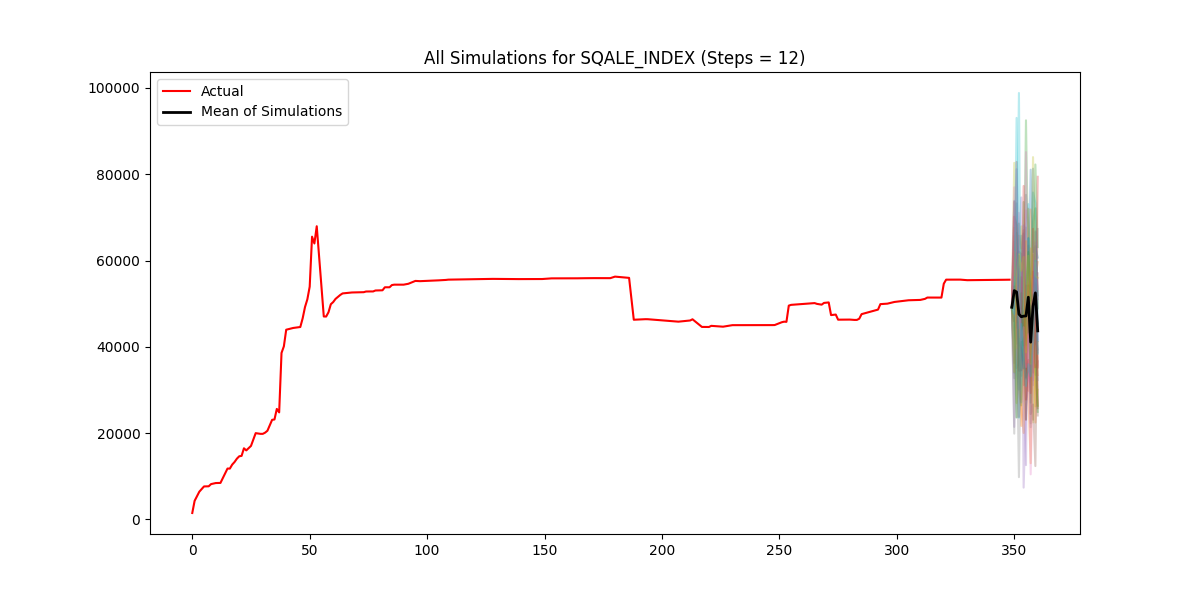 All Simulations for SQALE_INDEX (Steps = 12)
Actual
Mean of Simulations
100000
80000
60000
40000
20000
0
0 50 100 150 200 250 300 350